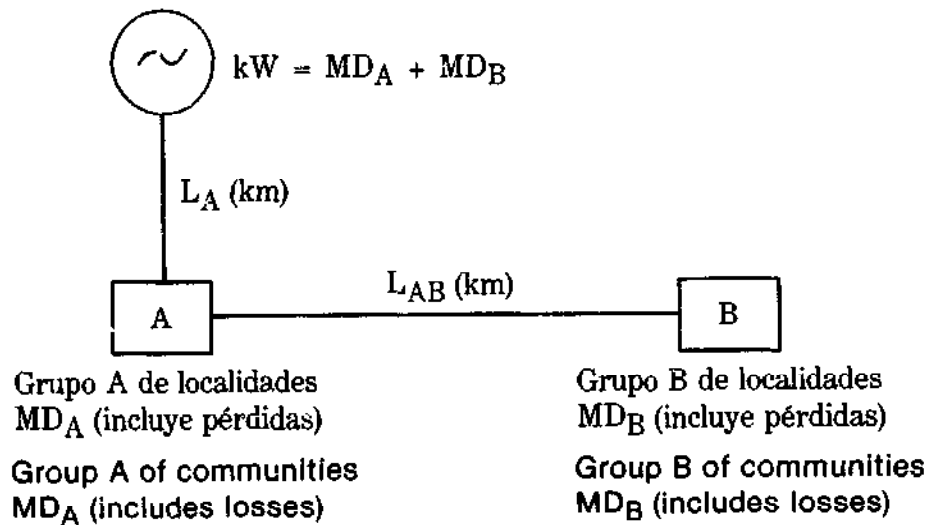 kW = MD_A + MD_B
L_A (km)
L_AB (km)
A
B
Grupo A de localidades
MD_A (incluye pérdidas)
Group A of communities
MD_A (includes losses)
Grupo B de localidades
MD_B (incluye pérdidas)
Group B of communities
MD_B (includes losses)